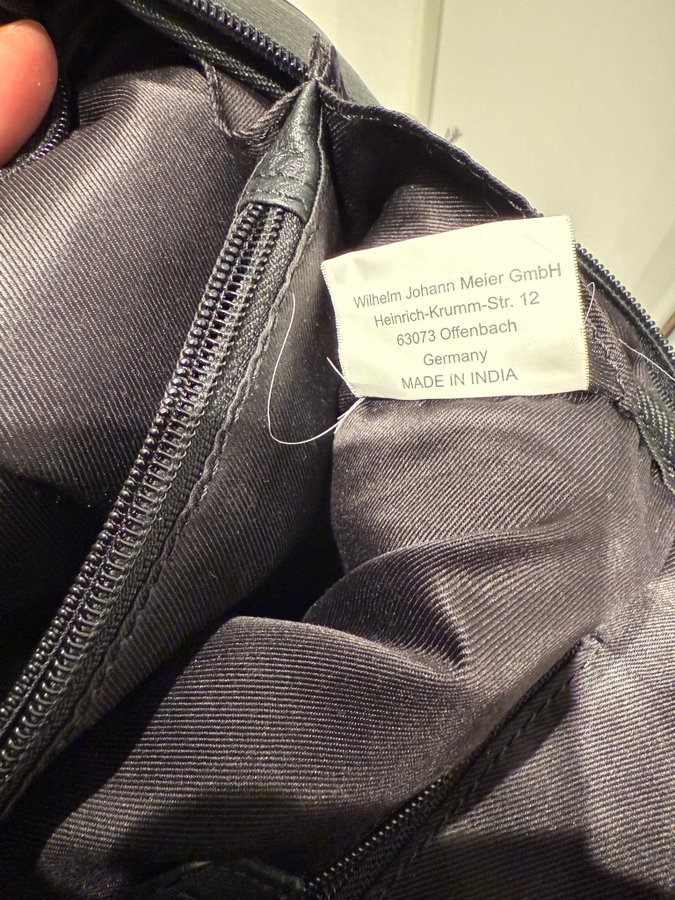 Wilhelm Johann Meier GmbH
Heinrich-Krumm-Str. 12
63073 Offenbach
Germany
MADE iN INDIA